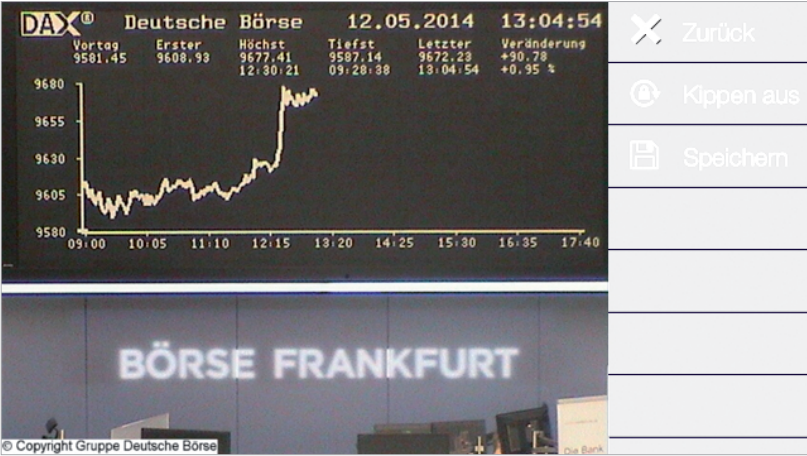 DAX® Deutsche Börse 12.05.2014 13:04:54
Vortag Erster Höchst Tiefst Letzter Veränderung
9581.45 9608.93 9677.41 9587.14 9672.23 +90.78
12:30:21 09:28:38 13:04:54 +0.95 %
9680
9655
9630
9605
9580
09:00 10:05 11:10 12:15 13:20 14:25 15:30 16:35 17:40
BÖRSE FRANKFURT
Die Bank
© Copyright Gruppe Deutsche Börse
Zurück
Kippen aus
Speichern